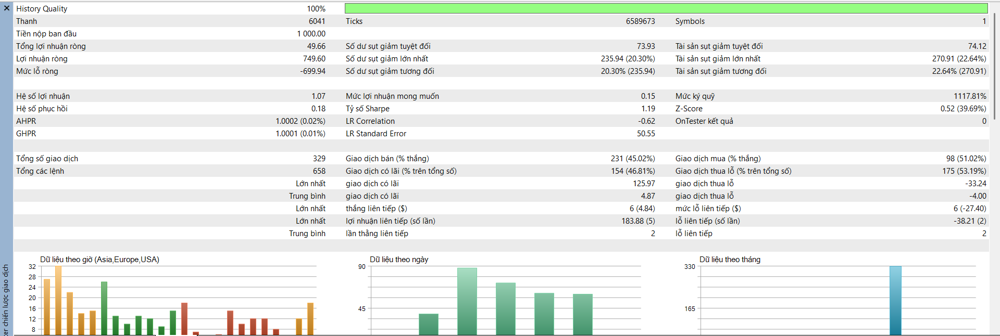 History Quality 100%
Thanh 6041 Ticks 6589673 Symbols 1
Tiền nộp ban đầu 1 000.00
Tổng lợi nhuận ròng 49.66 Số dư sụt giảm tuyệt đối 73.93 Tài sản sụt giảm tuyệt đối 74.12
Lợi nhuận ròng 749.60 Số dư sụt giảm lớn nhất 235.94 (20.30%) Tài sản sụt giảm lớn nhất 270.91 (22.64%)
Mức lỗ ròng -699.94 Số dư sụt giảm tương đối 20.30% (235.94) Tài sản sụt giảm tương đối 22.64% (270.91)
Hệ số lợi nhuận 1.07 Mức lợi nhuận mong muốn 0.15 Mức ký quỹ 1117.81%
Hệ số phục hồi 0.18 Tỷ số Sharpe 1.19 Z-Score 0.52 (39.69%)
AHPR 1.0002 (0.02%) LR Correlation -0.62 OnTester kết quả 0
GHPR 1.0001 (0.01%) LR Standard Error 50.55
Tổng số giao dịch 329 Giao dịch bán (% thắng) 231 (45.02%) Giao dịch mua (% thắng) 98 (51.02%)
Tổng các lệnh 658 Giao dịch có lãi (% trên tổng số) 154 (46.81%) Giao dịch thua lỗ (% trên tổng số) 175 (53.19%)
Lớn nhất giao dịch có lãi 125.97 giao dịch thua lỗ -33.24
Trung bình giao dịch có lãi 4.87 giao dịch thua lỗ -4.00
Lớn nhất thắng liên tiếp ($) 6 (4.84) mức lỗ liên tiếp ($) 6 (-27.40)
Lớn nhất lợi nhuận liên tiếp (số lần) 183.88 (5) lỗ liên tiếp (số lần) -38.21 (2)
Trung bình lần thắng liên tiếp 2 lỗ liên tiếp 2
Dữ liệu theo giờ (Asia,Europe,USA) Dữ liệu theo ngày Dữ liệu theo tháng
32 90 330
28
24
20
16 45 165
12
8
chiến lược giao dịch